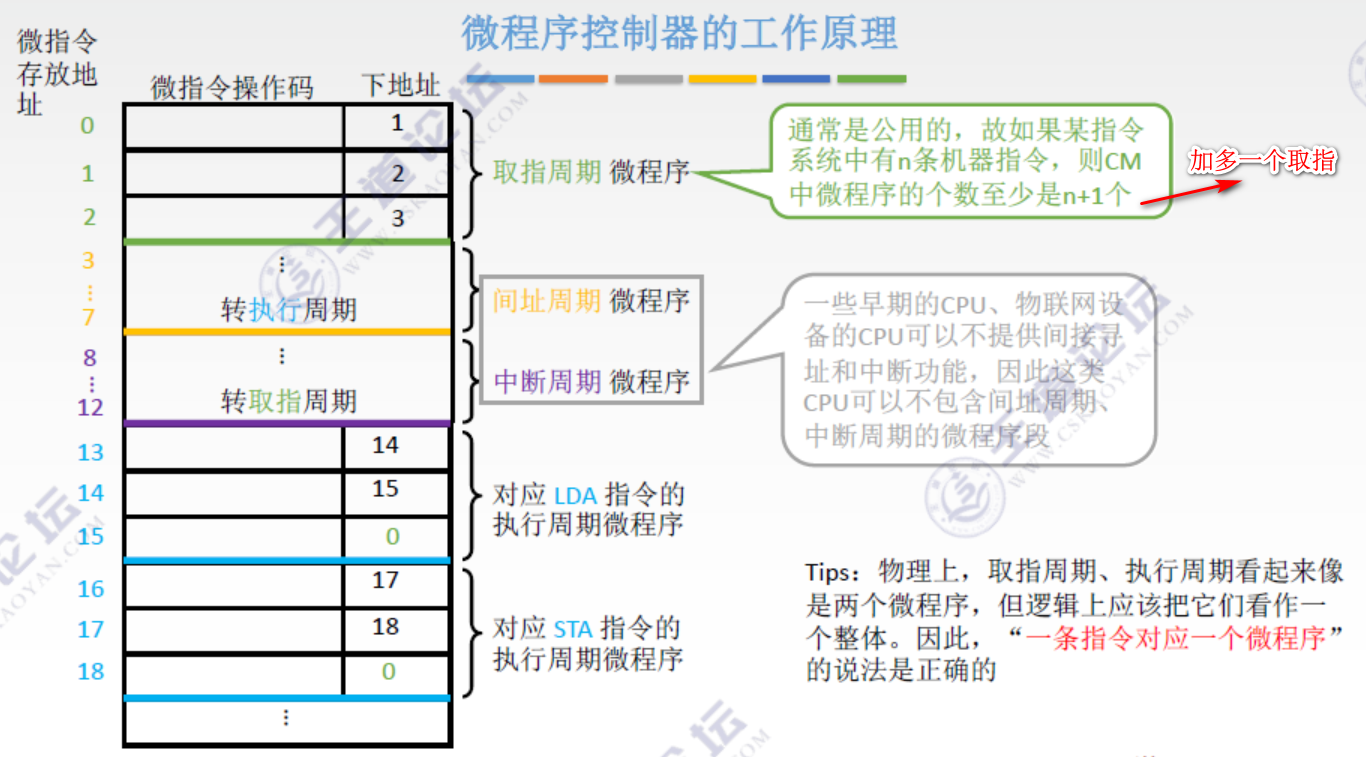 微程序控制器的工作原理
微指令
存放地
址
微指令操作码 下地址
0 1
1 2
2 3
取指周期 微程序
通常是公用的，故如果某指令
系统中有n条机器指令，则CM
中微程序的个数至少是n+1个
加多一个取指
3
⋮
7
⋮
转执行周期
间址周期 微程序
8
⋮
12
⋮
转取指周期
中断周期 微程序
一些早期的CPU、物联网设
备的CPU可以不提供间接寻
址和中断功能，因此这类
CPU可以不包含间址周期、
中断周期的微程序段
13 14
14 15
15 0
对应 LDA 指令的
执行周期微程序
16 17
17 18
18 0
⋮
对应 STA 指令的
执行周期微程序
Tips：物理上，取指周期、执行周期看起来像
是两个微程序，但逻辑上应该把它们看作一
个整体。因此，“一条指令对应一个微程序”
的说法是正确的
王道论坛
WWW.CSKAOYAN.COM